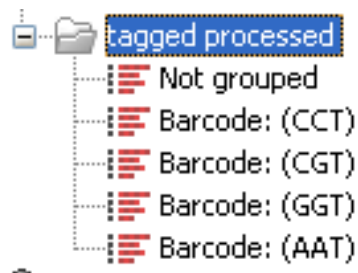 tagged processed
Not grouped
Barcode: (CCT)
Barcode: (CGT)
Barcode: (GGT)
Barcode: (AAT)